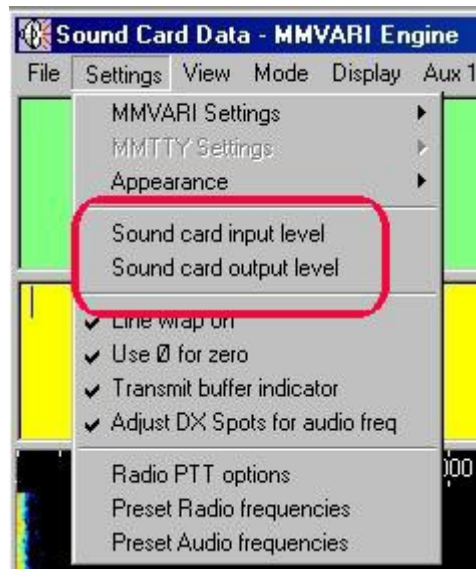 Sound Card Data - MMVARI Engine
File Settings View Mode Display Aux 1
MMVARI Settings
MMTTY Settings
Appearance
Sound card input level
Sound card output level
Line wrap on
Use Ø for zero
Transmit buffer indicator
Adjust DX Spots for audio freq
Radio PTT options
Preset Radio frequencies
Preset Audio frequencies